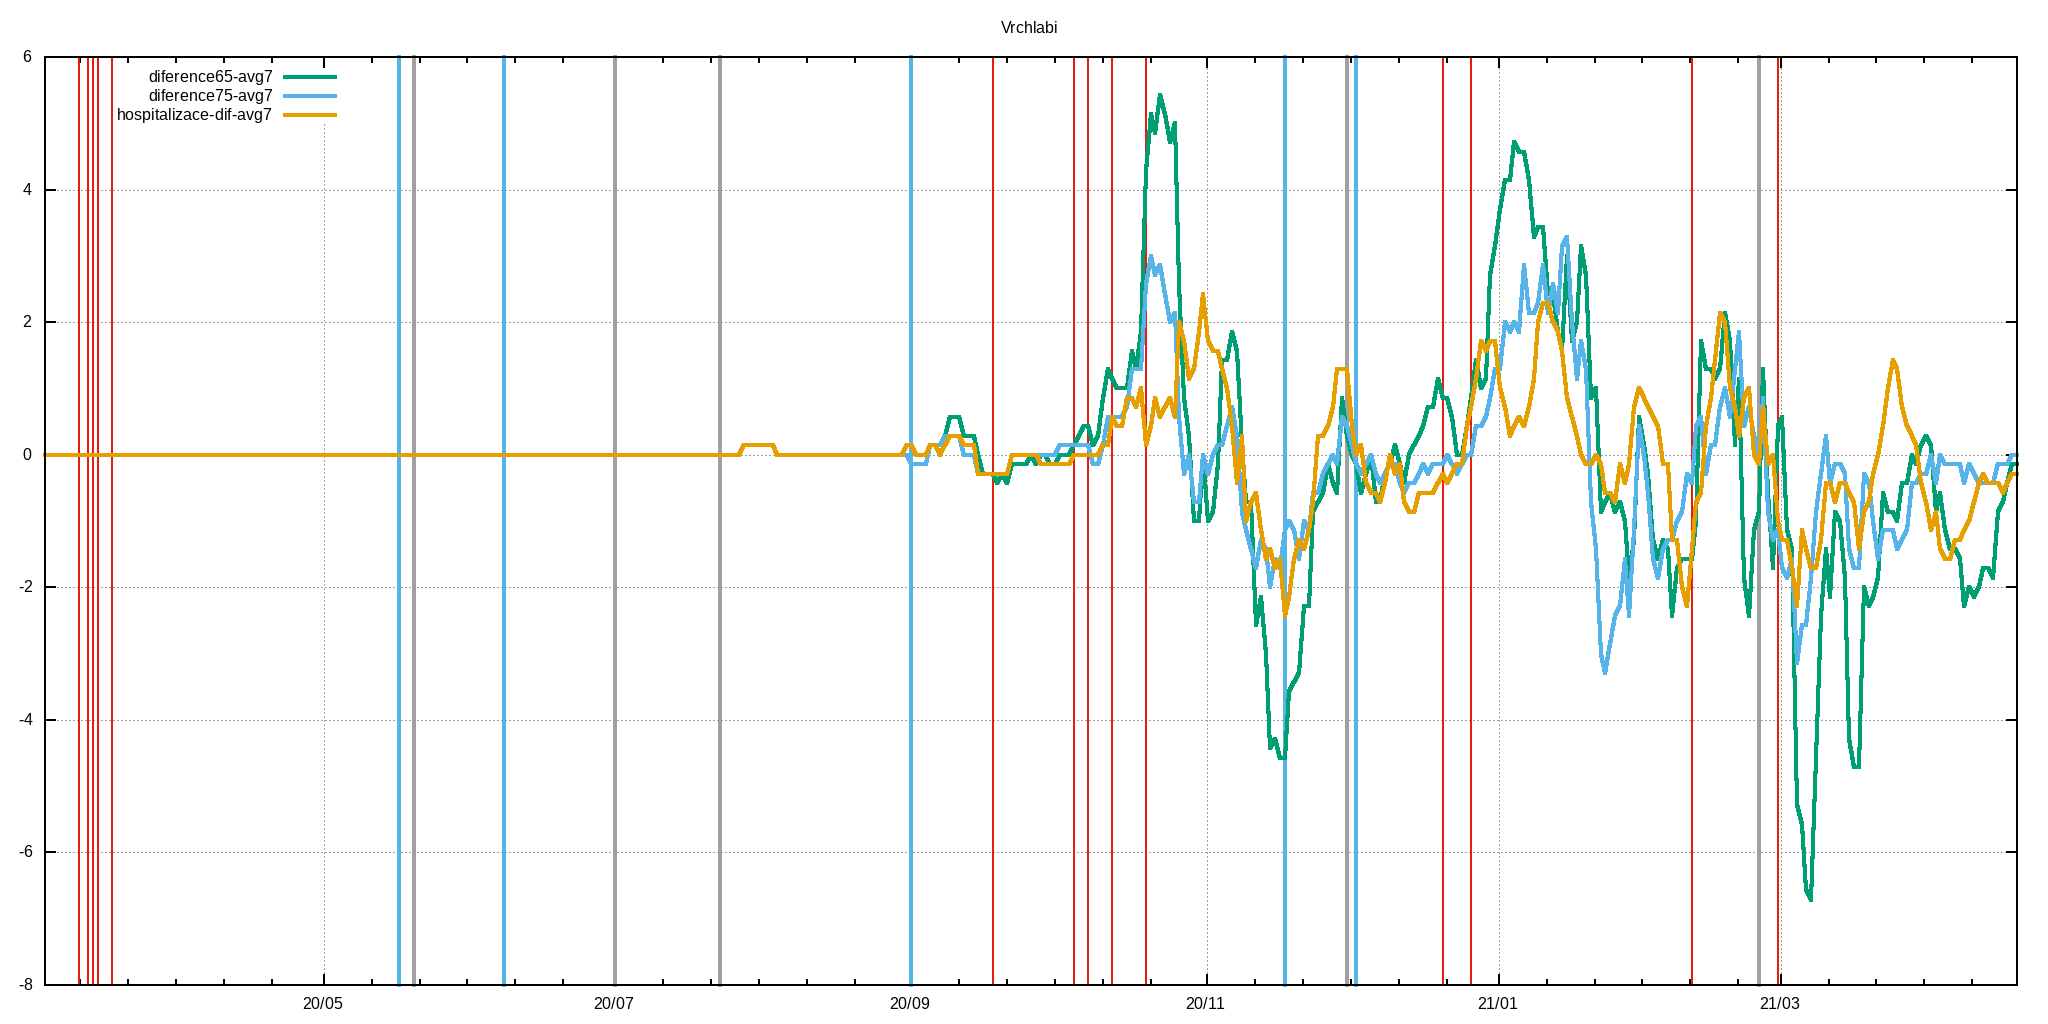 Vrchlabi
diference65-avg7
diference75-avg7
hospitalizace-dif-avg7
6
4
2
0
-2
-4
-6
-8
20/05 20/07 20/09 20/11 21/01 21/03